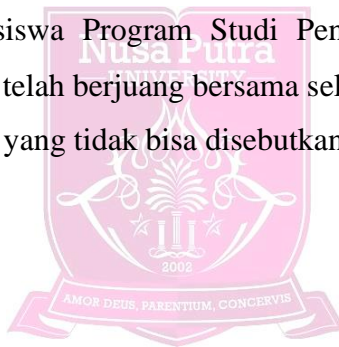 siswa Program Studi Pen
Nusa Putra
UNIVERSITY
telah berjuang bersama sel
yang tidak bisa disebutkan
2002
AMOR DEUS, PARENTIUM, CONCERVIS